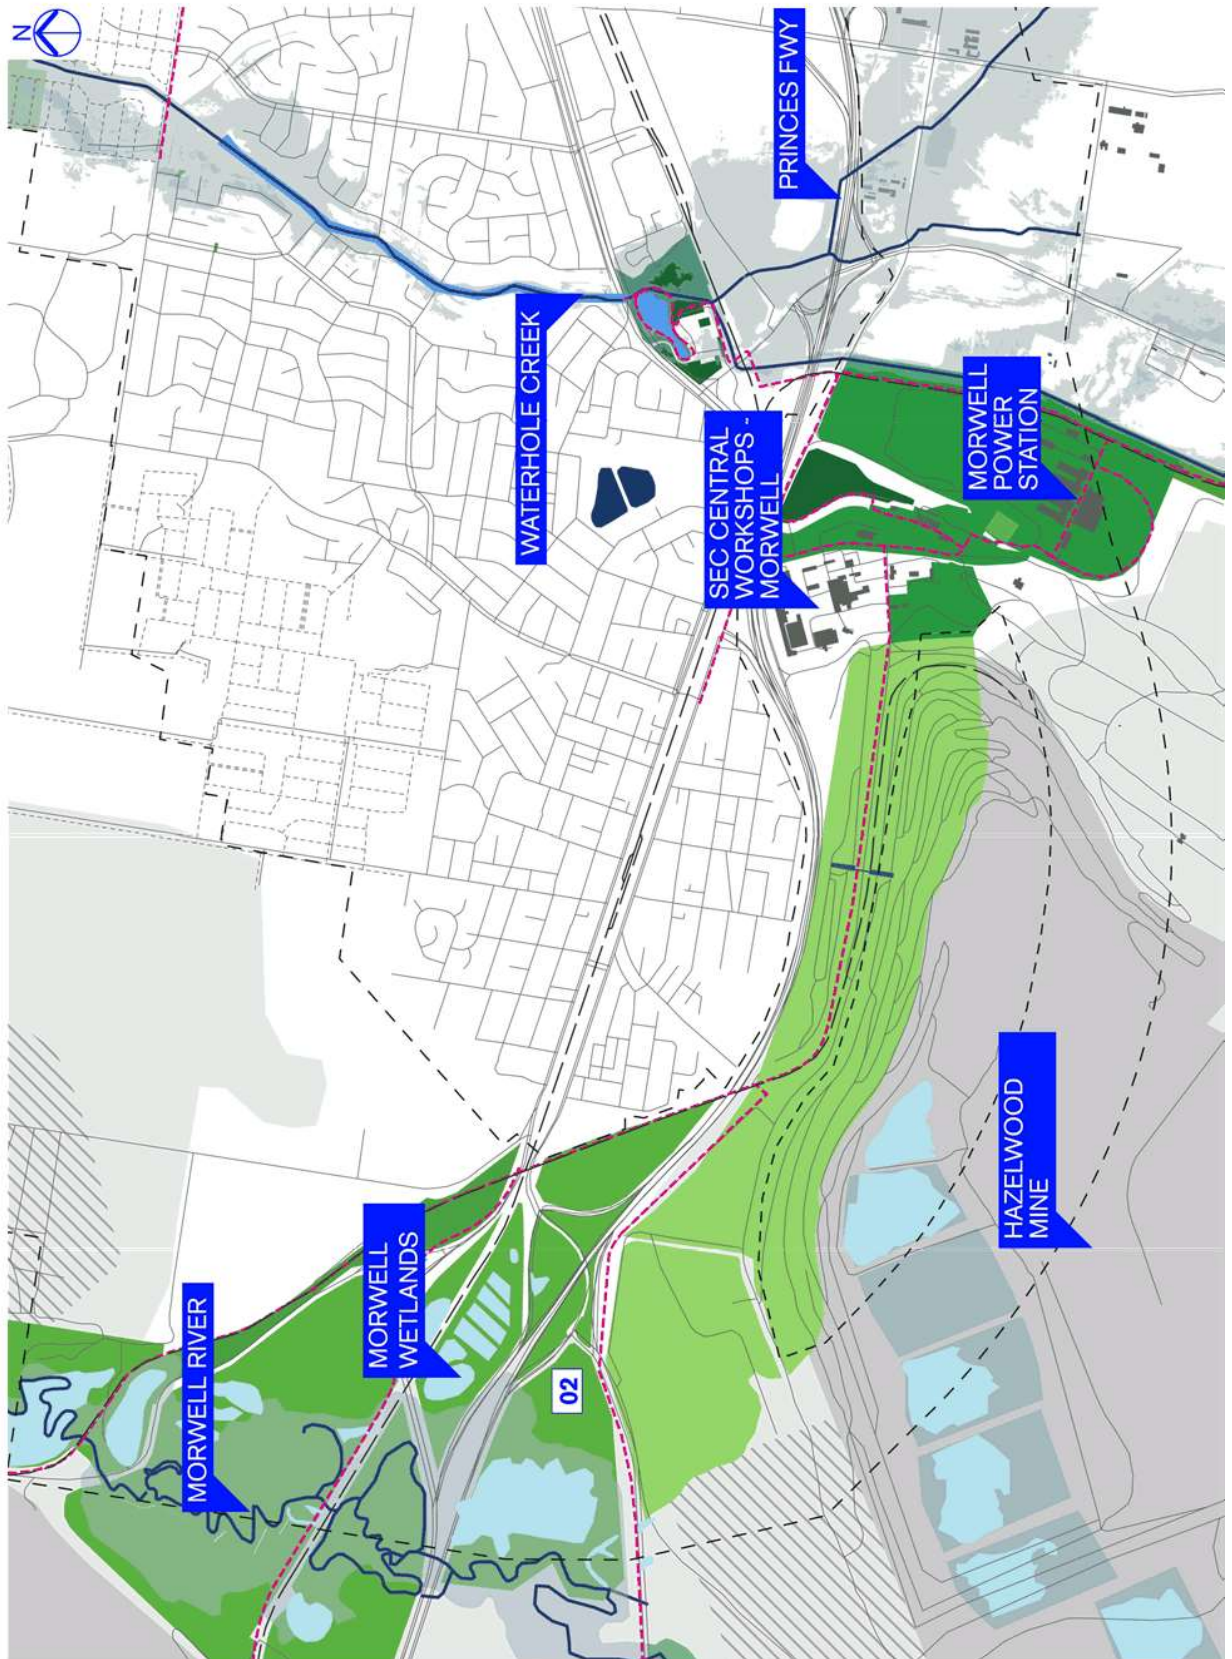 MORWELL RIVER
MORWELL
WETLANDS
02
HAZELWOOD
MINE
WATERHOLE CREEK
SEC CENTRAL
WORKSHOPS -
MORWELL
MORWELL
POWER
STATION
PRINCES FWY
N